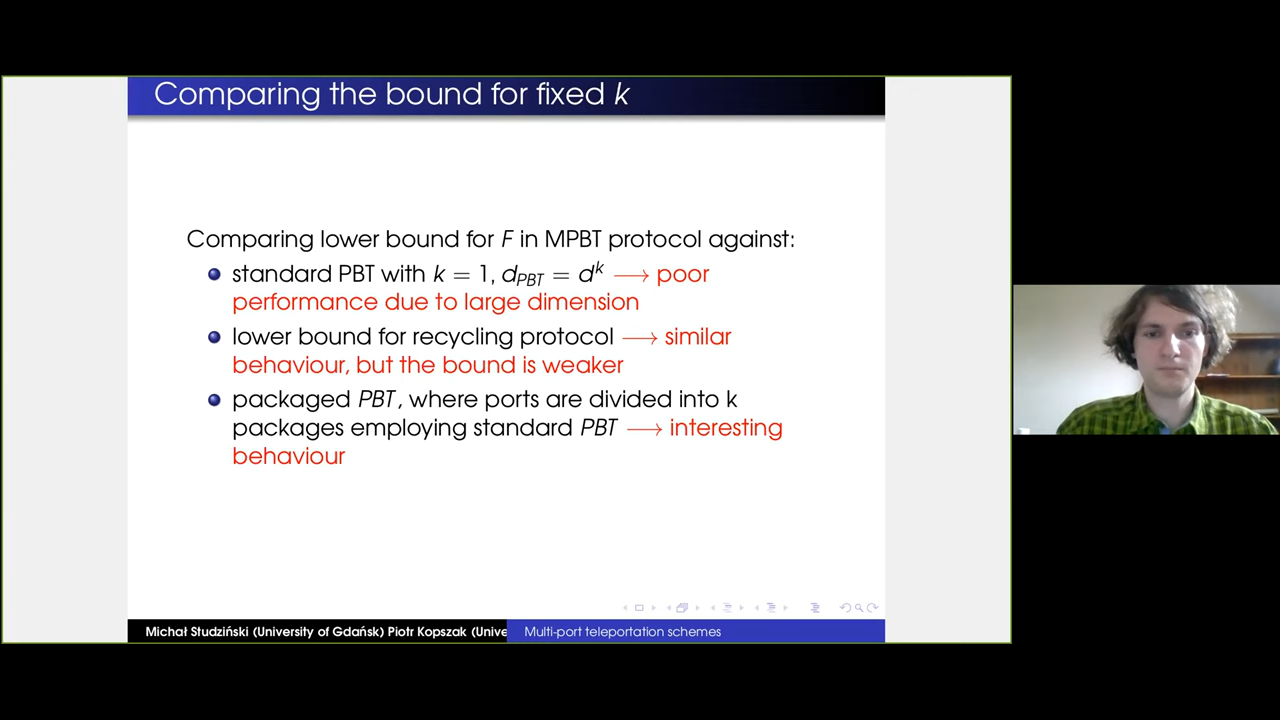 Comparing the bound for fixed k
Comparing lower bound for F in MPBT protocol against:
standard PBT with k = 1, d_PBT = d^k ⟶ poor
performance due to large dimension
lower bound for recycling protocol ⟶ similar
behaviour, but the bound is weaker
packaged PBT, where ports are divided into k
packages employing standard PBT ⟶ interesting
behaviour
Michał Studziński (University of Gdańsk) Piotr Kopszak (Unive
Multi-port teleportation schemes